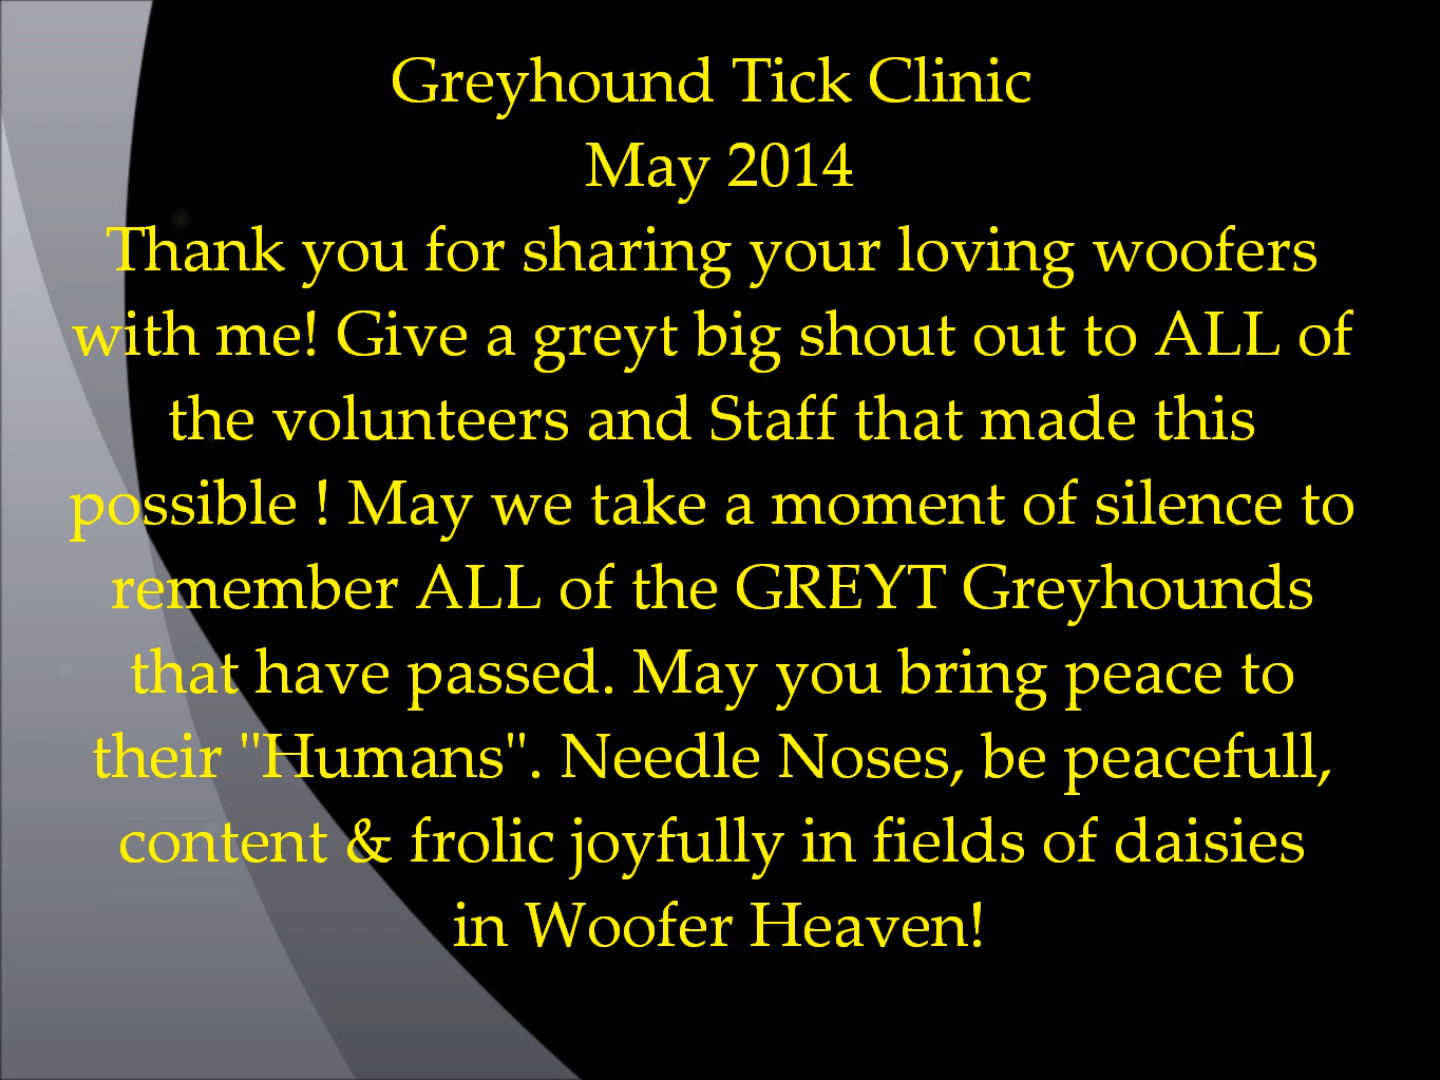 Greyhound Tick Clinic
May 2014
Thank you for sharing your loving woofers
with me! Give a greyt big shout out to ALL of
the volunteers and Staff that made this
possible ! May we take a moment of silence to
remember ALL of the GREYT Greyhounds
that have passed. May you bring peace to
their "Humans". Needle Noses, be peacefull,
content & frolic joyfully in fields of daisies
in Woofer Heaven!